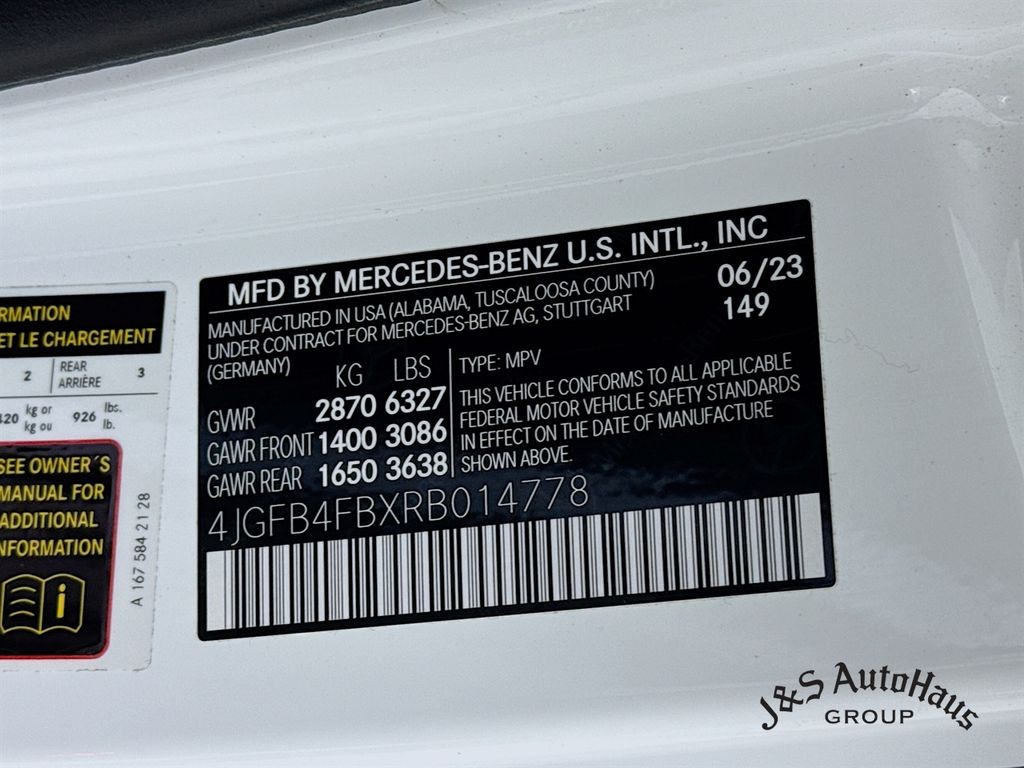 RMATION
ET LE CHARGEMENT
2 REAR ARRIÈRE 3
420 kg or kg ou 926 lbs. lb.
SEE OWNER´S
MANUAL FOR
ADDITIONAL
INFORMATION
i
A 167 584 21 28
MFD BY MERCEDES-BENZ U.S. INTL., INC
MANUFACTURED IN USA (ALABAMA, TUSCALOOSA COUNTY) 06/23
UNDER CONTRACT FOR MERCEDES-BENZ AG, STUTTGART 149
(GERMANY)
KG LBS
GVWR 2870 6327
GAWR FRONT 1400 3086
GAWR REAR 1650 3638
TYPE: MPV
THIS VEHICLE CONFORMS TO ALL APPLICABLE
FEDERAL MOTOR VEHICLE SAFETY STANDARDS
IN EFFECT ON THE DATE OF MANUFACTURE
SHOWN ABOVE.
4JGFB4FBXRB014778
J&S AutoHaus
GROUP